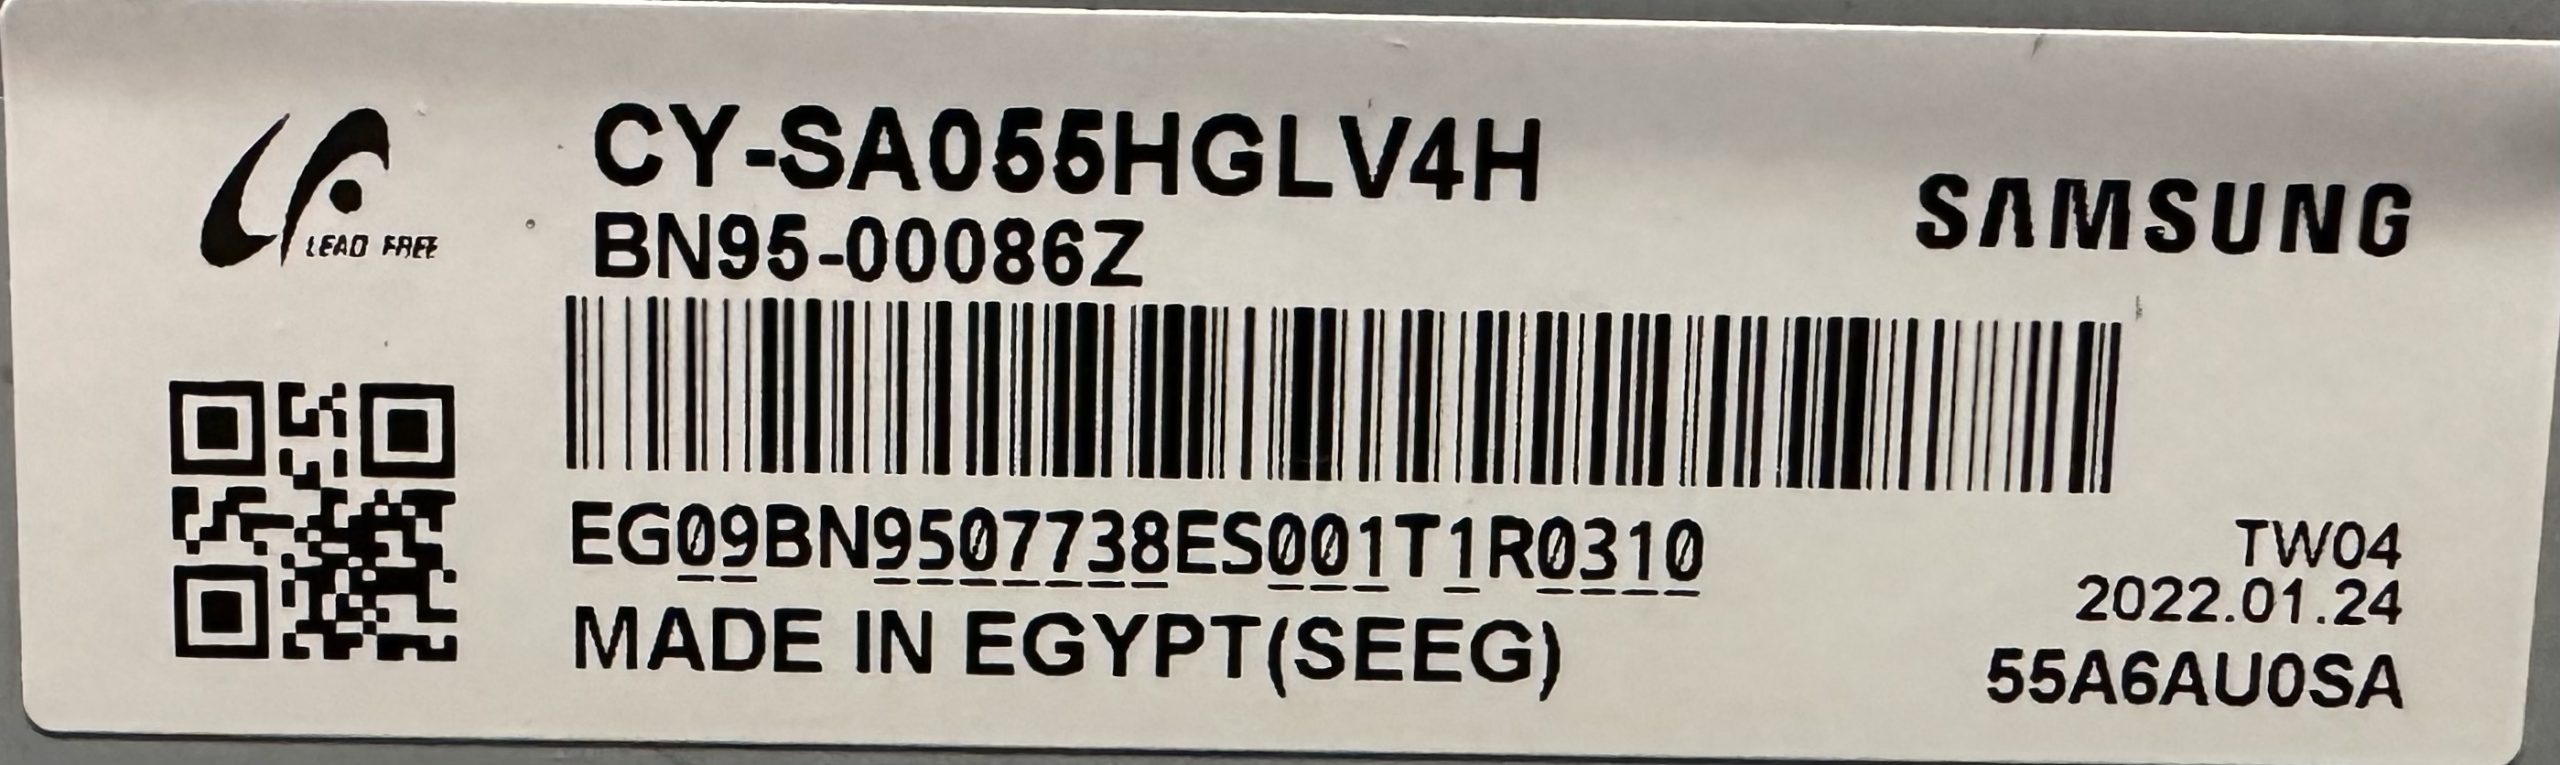 LEAD FREE
CY-SA055HGLV4H
BN95-00086Z
SAMSUNG
EG09BN9507738ES001T1R0310
MADE IN EGYPT(SEEG)
TW04
2022.01.24
55A6AU0SA